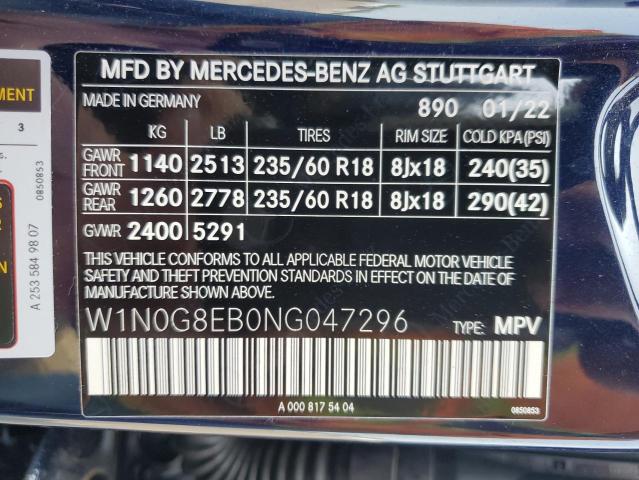 MFD BY MERCEDES-BENZ AG STUTTGART
MADE IN GERMANY 890 01/22
KG LB TIRES RIM SIZE COLD KPA(PSI)
GAWR FRONT 1140 2513 235/60 R18 8Jx18 240(35)
GAWR REAR 1260 2778 235/60 R18 8Jx18 290(42)
GVWR 2400 5291
THIS VEHICLE CONFORMS TO ALL APPLICABLE FEDERAL MOTOR VEHICLE
SAFETY AND THEFT PREVENTION STANDARDS IN EFFECT ON THE DATE OF
MANUFACTURE SHOWN ABOVE.
W1N0G8EB0NG047296 TYPE: MPV
A 000 817 54 04 0850853
MENT
3
0850853
A 253 584 98 07